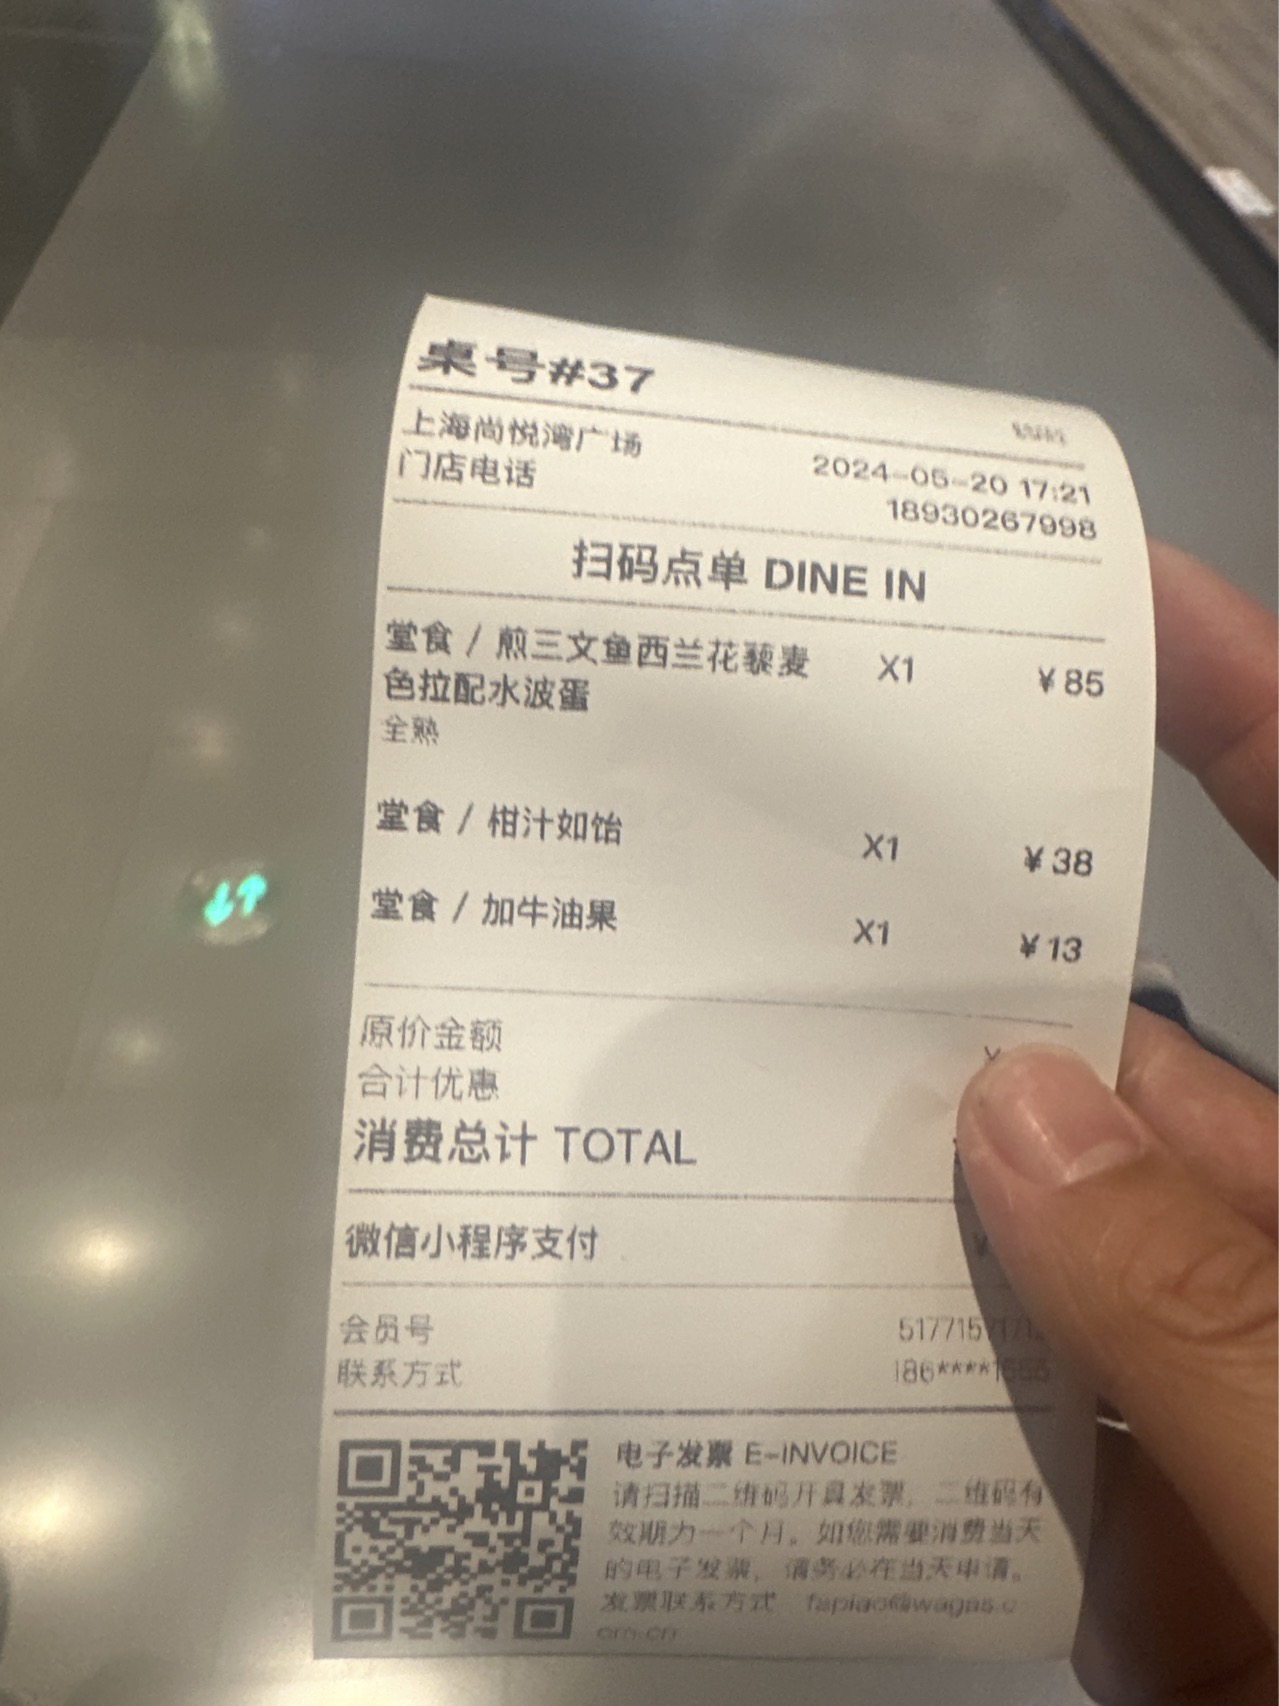 桌号#37
上海尚悦湾广场 2024-05-20 17:21
门店电话 18930267998
扫码点单 DINE IN
堂食 / 煎三文鱼西兰花藜麦 X1 ¥85
色拉配水波蛋
全熟
堂食 / 柑汁如饴 X1 ¥38
堂食 / 加牛油果 X1 ¥13
原价金额 ¥
合计优惠
消费总计 TOTAL
微信小程序支付 ¥
会员号
联系方式
电子发票 E-INVOICE
请扫描二维码开具发票，二维码有
效期为一个月。如您需要消费当天
的电子发票，请务必在当天申请。
发票联系方式 fapiao@wagas.c
om.cn